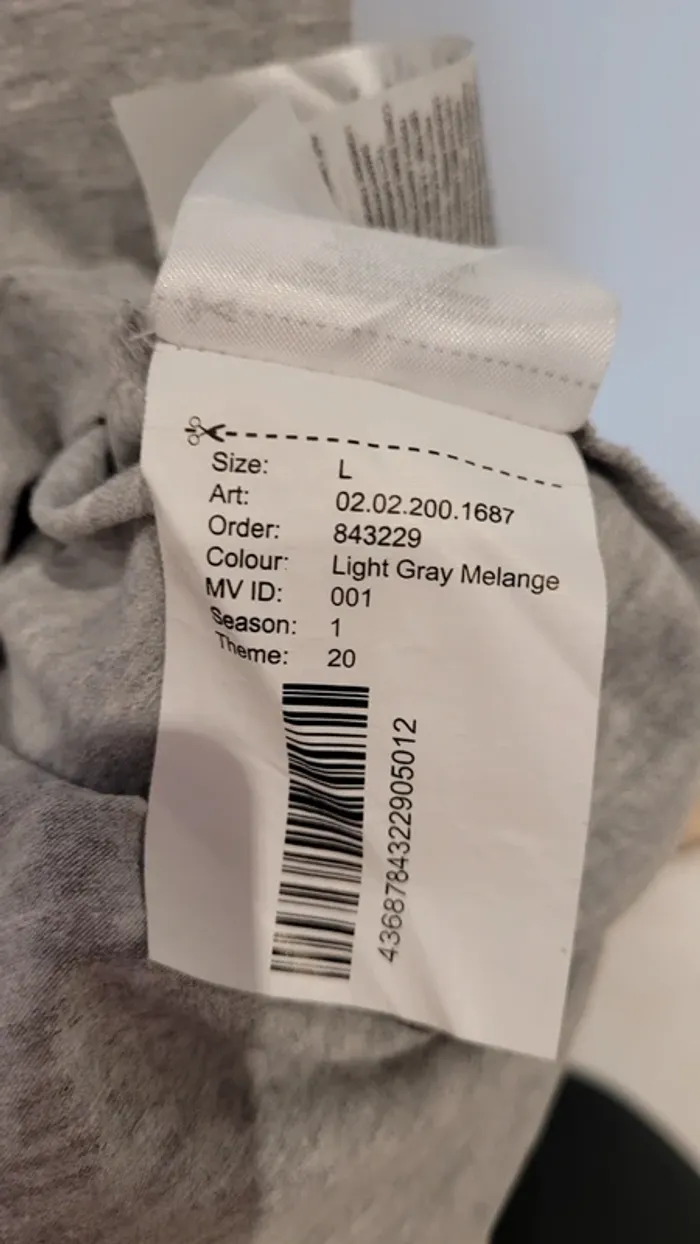 Size: L
Art: 02.02.200.1687
Order: 843229
Colour: Light Gray Melange
MV ID: 001
Season: 1
Theme: 20
4368784322905012